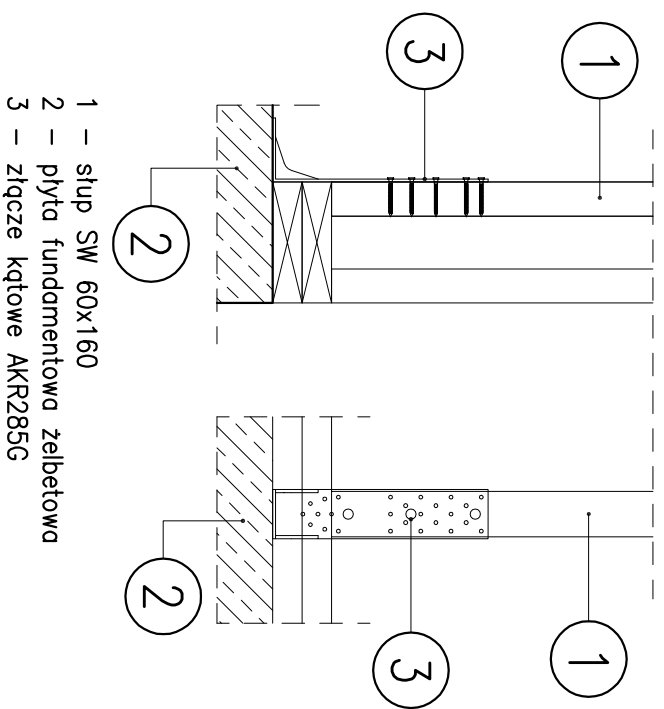 1
3
2
1
3
2
1 – słup SW 60x160
2 – płyta fundamentowa żelbetowa
3 – złącze kątowe AKR285G